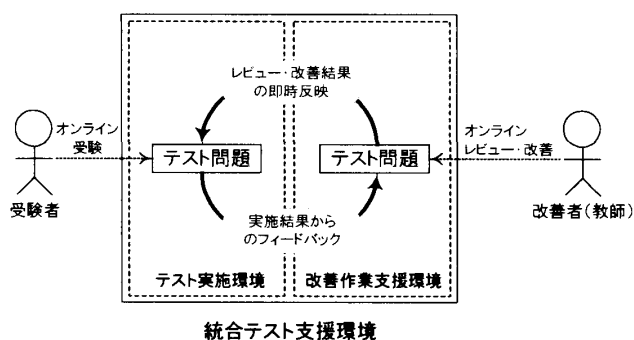 レビュー・改善結果
の即時反映
オンライン
受験
オンライン
レビュー・改善
テスト問題
テスト問題
受験者
改善者(教師)
実施結果から
のフィードバック
テスト実施環境
改善作業支援環境
統合テスト支援環境